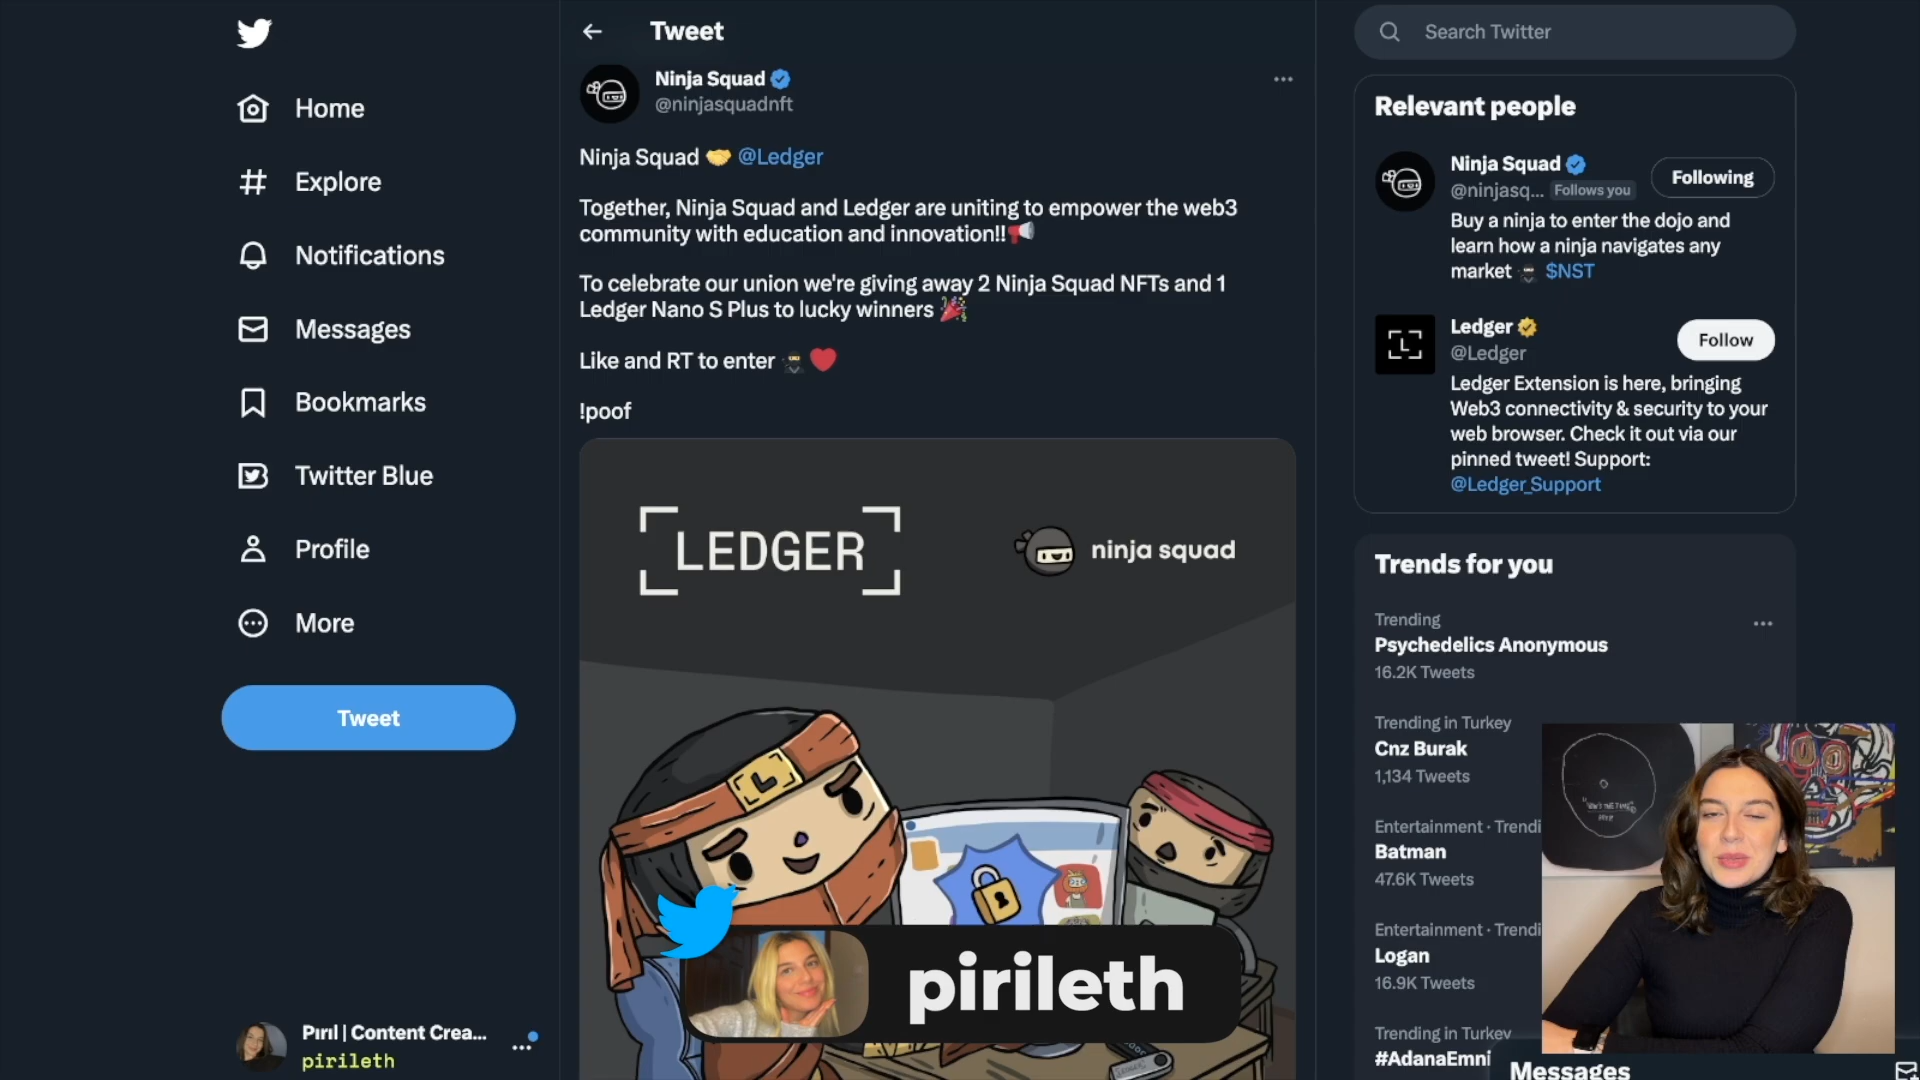 Home
Explore
Notifications
Messages
Bookmarks
Twitter Blue
Profile
More
Tweet
Pırıl | Content Crea...
pirileth
Tweet
Ninja Squad
@ninjasquadnft
Ninja Squad 🤝 @Ledger
Together, Ninja Squad and Ledger are uniting to empower the web3
community with education and innovation!!📢
To celebrate our union we're giving away 2 Ninja Squad NFTs and 1
Ledger Nano S Plus to lucky winners 🎉
Like and RT to enter 🥷❤️
!poof
LEDGER
ninja squad
L
pirileth
Search Twitter
Relevant people
Ninja Squad
@ninjasq... Follows you
Following
Buy a ninja to enter the dojo and
learn how a ninja navigates any
market 🥷 $NST
L
Ledger
@Ledger
Follow
Ledger Extension is here, bringing
Web3 connectivity & security to your
web browser. Check it out via our
pinned tweet! Support:
@Ledger_Support
Trends for you
Trending
Psychedelics Anonymous
16.2K Tweets
Trending in Turkey
Cnz Burak
1,134 Tweets
Entertainment · Trendi
Batman
47.6K Tweets
Entertainment · Trendi
Logan
16.9K Tweets
Trending in Turkey
#AdanaEmni
Messages